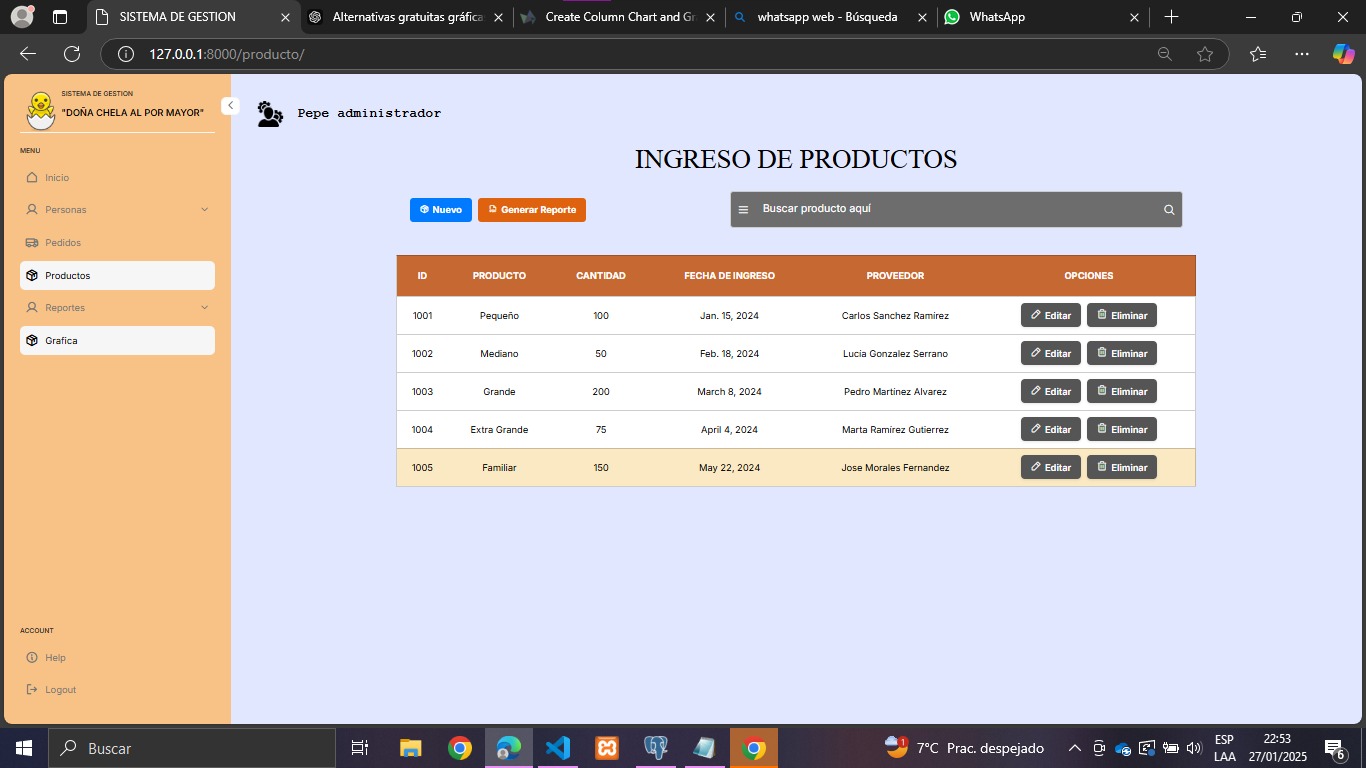 SISTEMA DE GESTION
Alternativas gratuitas gráfica
Create Column Chart and Gr
whatsapp web - Búsqueda
WhatsApp
127.0.0.1:8000/producto/
SISTEMA DE GESTION
"DOÑA CHELA AL POR MAYOR"
MENU
Inicio
Personas
Pedidos
Productos
Reportes
Grafica
ACCOUNT
Help
Logout
Pepe administrador
INGRESO DE PRODUCTOS
Nuevo Generar Reporte Buscar producto aquí
ID PRODUCTO CANTIDAD FECHA DE INGRESO PROVEEDOR OPCIONES
1001 Pequeño 100 Jan. 15, 2024 Carlos Sanchez Ramírez Editar Eliminar
1002 Mediano 50 Feb. 18, 2024 Lucía Gonzalez Serrano Editar Eliminar
1003 Grande 200 March 8, 2024 Pedro Martínez Alvarez Editar Eliminar
1004 Extra Grande 75 April 4, 2024 Marta Ramírez Gutierrez Editar Eliminar
1005 Familiar 150 May 22, 2024 Jose Morales Fernandez Editar Eliminar
Buscar
1
7°C Prac. despejado
ESP
LAA
22:53
27/01/2025
6